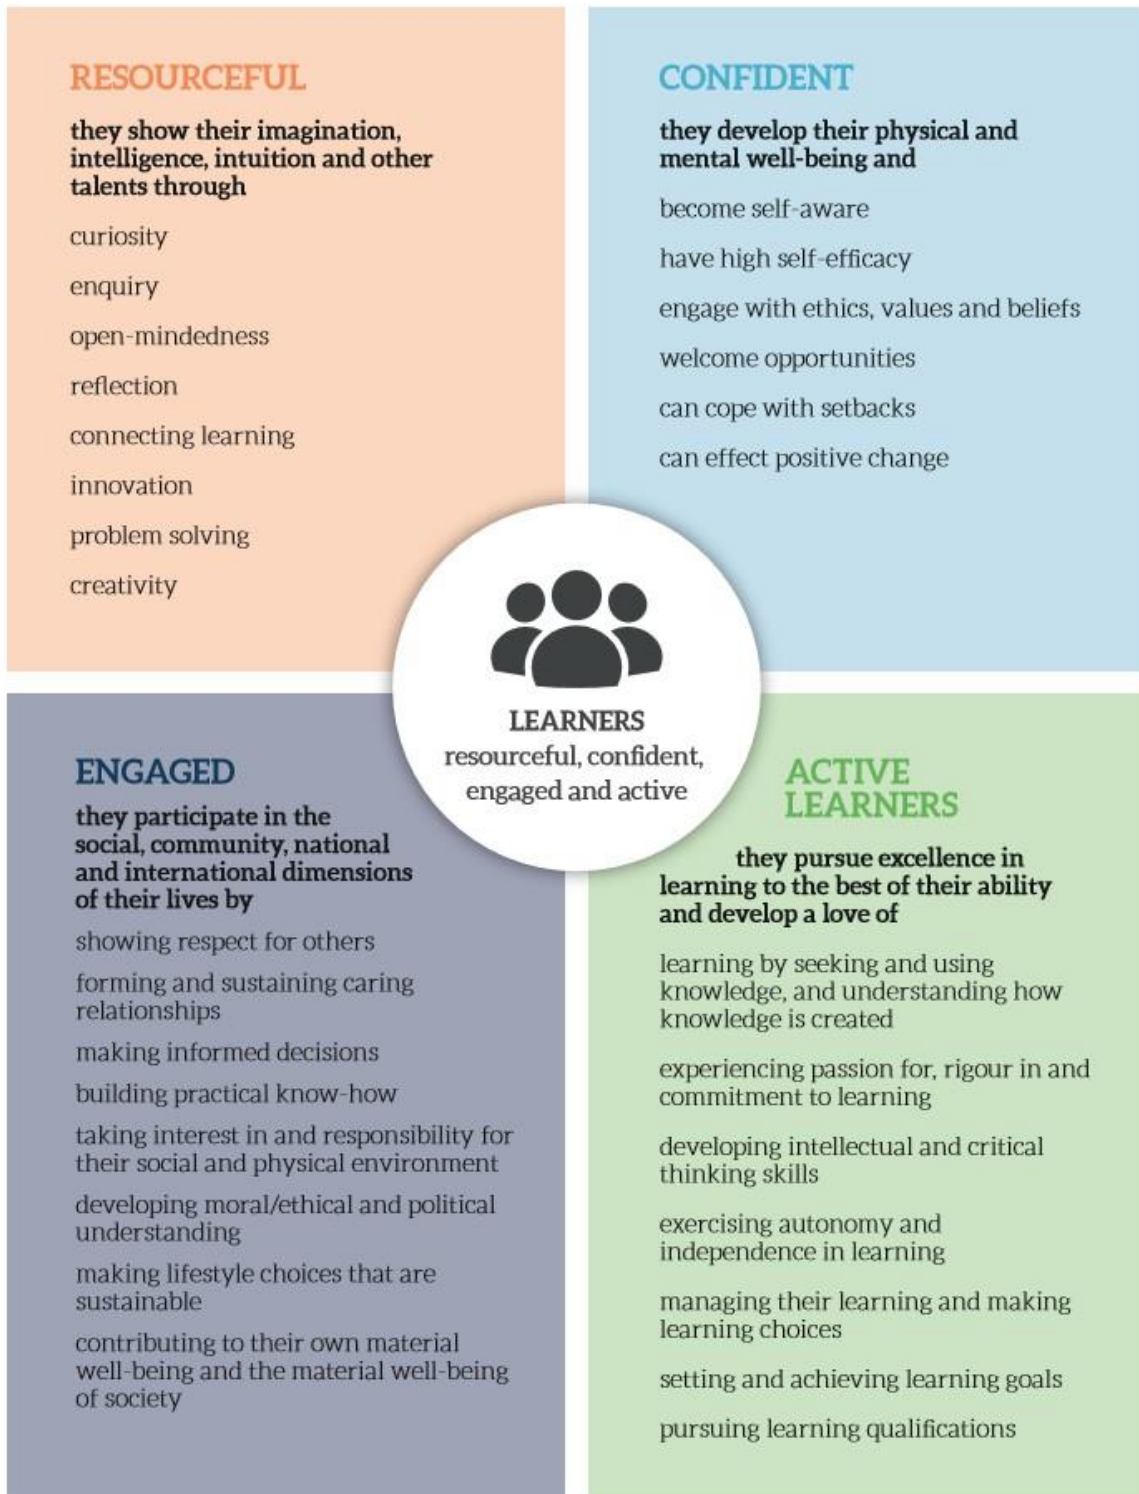 RESOURCEFUL
they show their imagination,
intelligence, intuition and other
talents through
curiosity
enquiry
open-mindedness
reflection
connecting learning
innovation
problem solving
creativity
CONFIDENT
they develop their physical and
mental well-being and
become self-aware
have high self-efficacy
engage with ethics, values and beliefs
welcome opportunities
can cope with setbacks
can effect positive change
LEARNERS
resourceful, confident,
engaged and active
ENGAGED
they participate in the
social, community, national
and international dimensions
of their lives by
showing respect for others
forming and sustaining caring
relationships
making informed decisions
building practical know-how
taking interest in and responsibility for
their social and physical environment
developing moral/ethical and political
understanding
making lifestyle choices that are
sustainable
contributing to their own material
well-being and the material well-being
of society
ACTIVE
LEARNERS
they pursue excellence in
learning to the best of their ability
and develop a love of
learning by seeking and using
knowledge, and understanding how
knowledge is created
experiencing passion for, rigour in and
commitment to learning
developing intellectual and critical
thinking skills
exercising autonomy and
independence in learning
managing their learning and making
learning choices
setting and achieving learning goals
pursuing learning qualifications